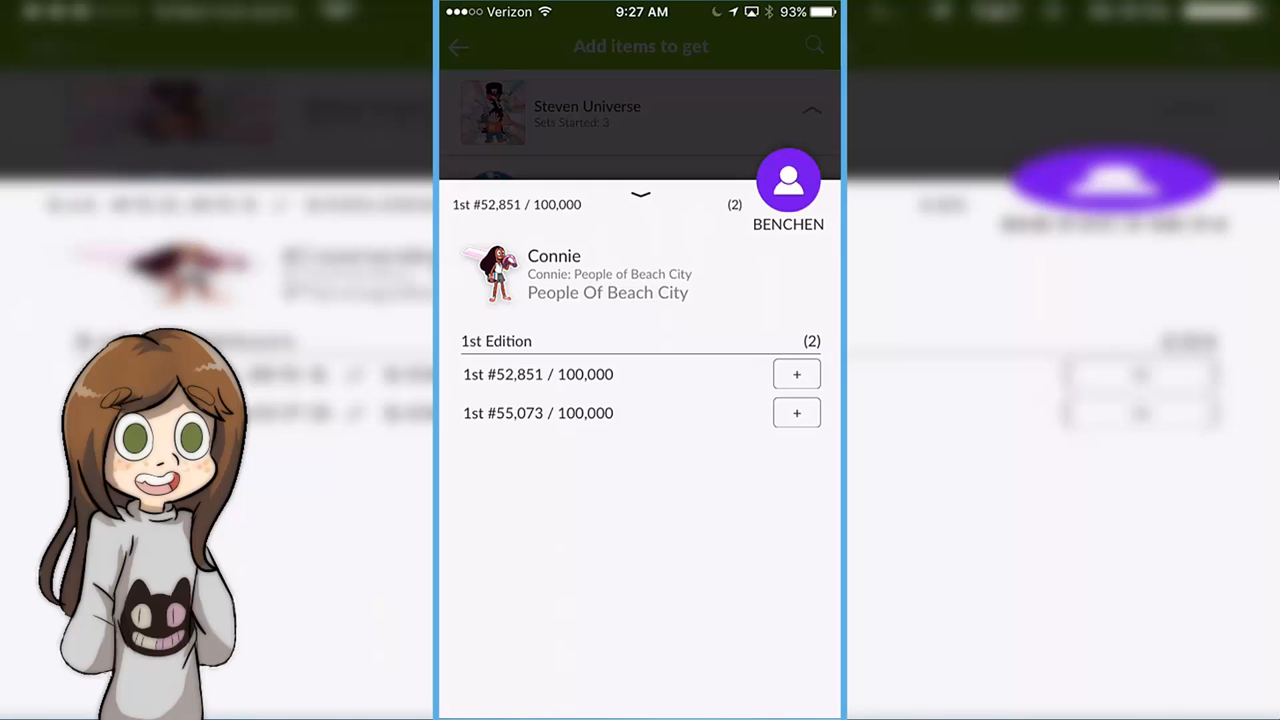 ●●●○○ Verizon 9:27 AM 93%
Add items to get
Steven Universe
Sets Started: 3
1st #52,851 / 100,000 (2)
BENCHEN
Connie
Connie: People of Beach City
People Of Beach City
1st Edition (2)
1st #52,851 / 100,000 +
1st #55,073 / 100,000 +